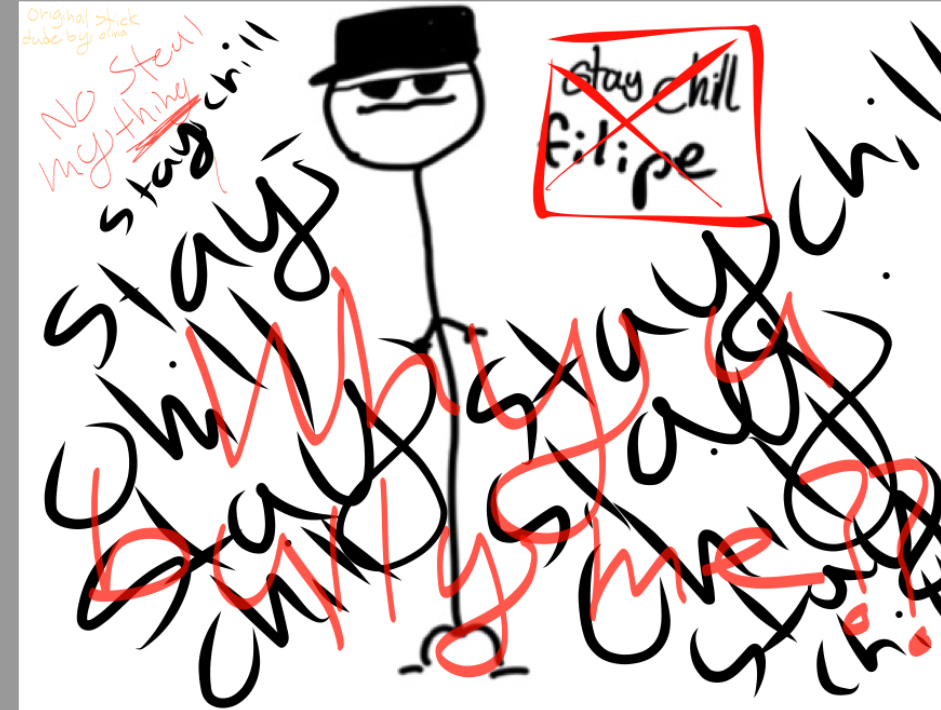 Original stick
dude by olina
NO Steul
my thing
stay chill
stay chill
filipe
stay
chill
stay
chill
stay chill
stay
chill
stay
chill
Why y
bully me??